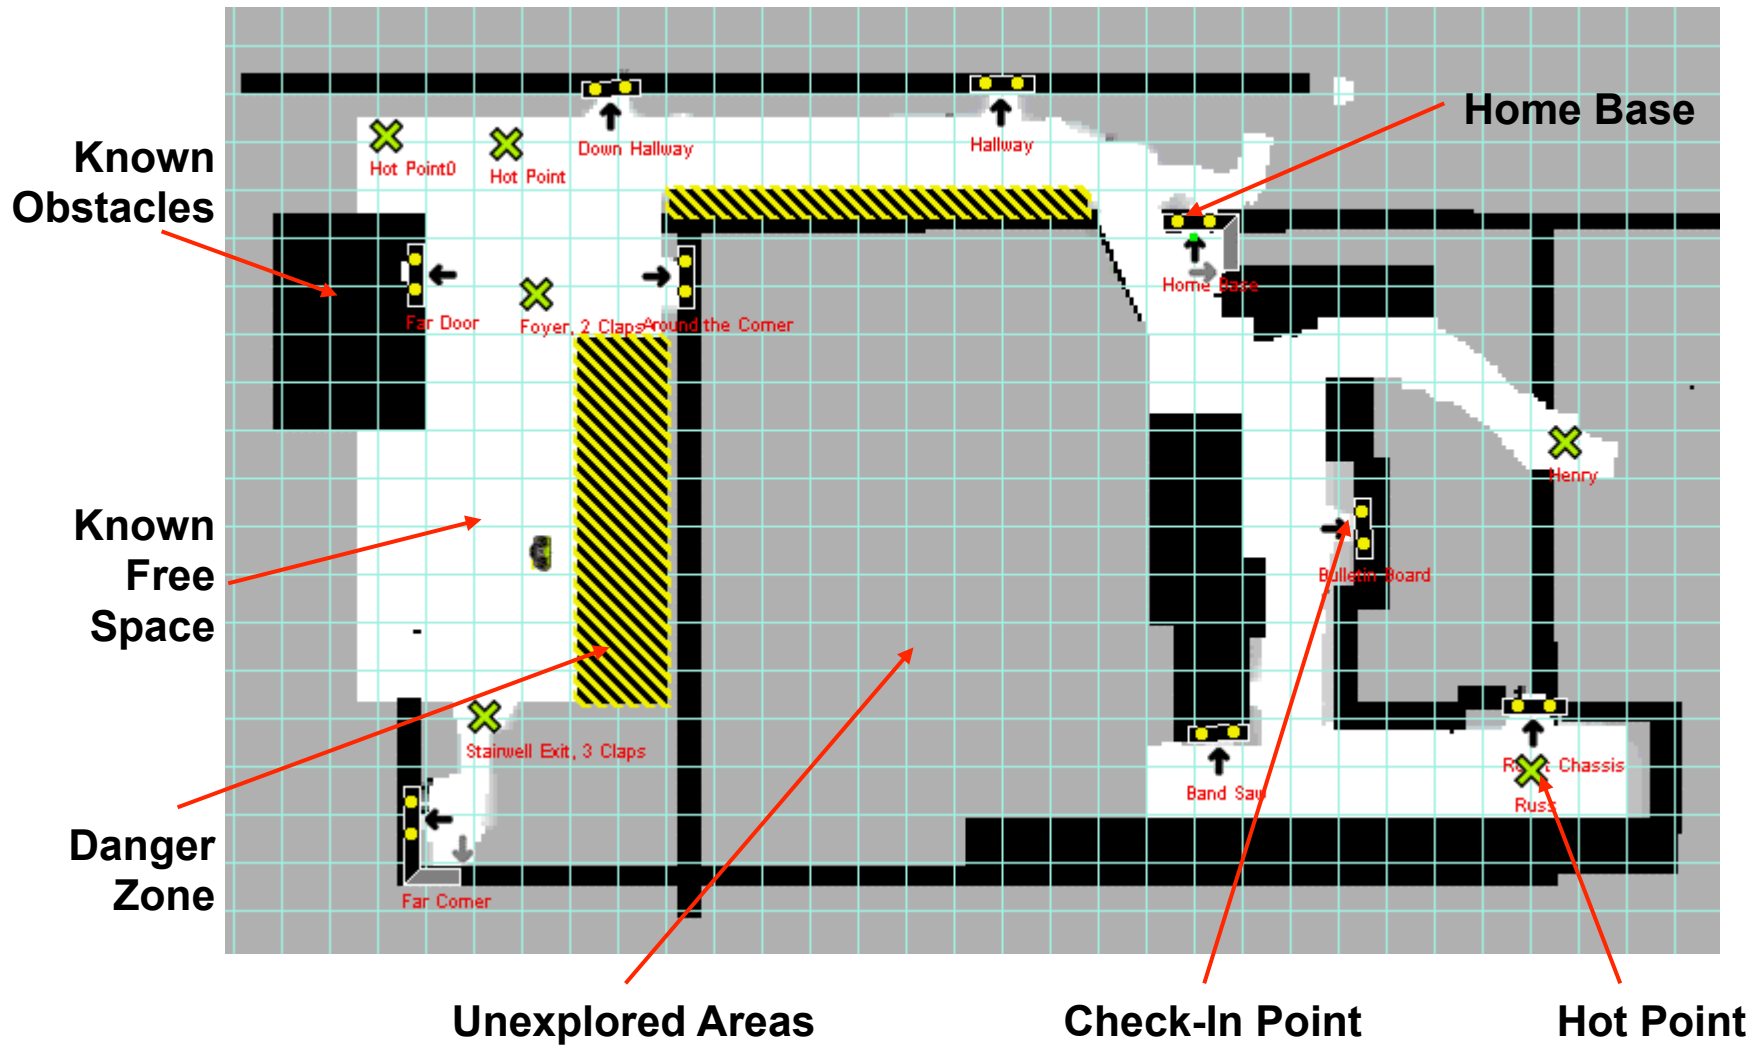 Home Base
Known
Obstacles
Down Hallway
Hallway
Hot Point0
Hot Point
Home Base
Far Door
Foyer, 2 Claps
Around the Corner
Henry
Known
Free
Space
Bulletin Board
Stairwell Exit, 3 Claps
Chassis
Band Saw
Russ
Danger
Zone
Far Corner
Unexplored Areas
Check-In Point
Hot Point